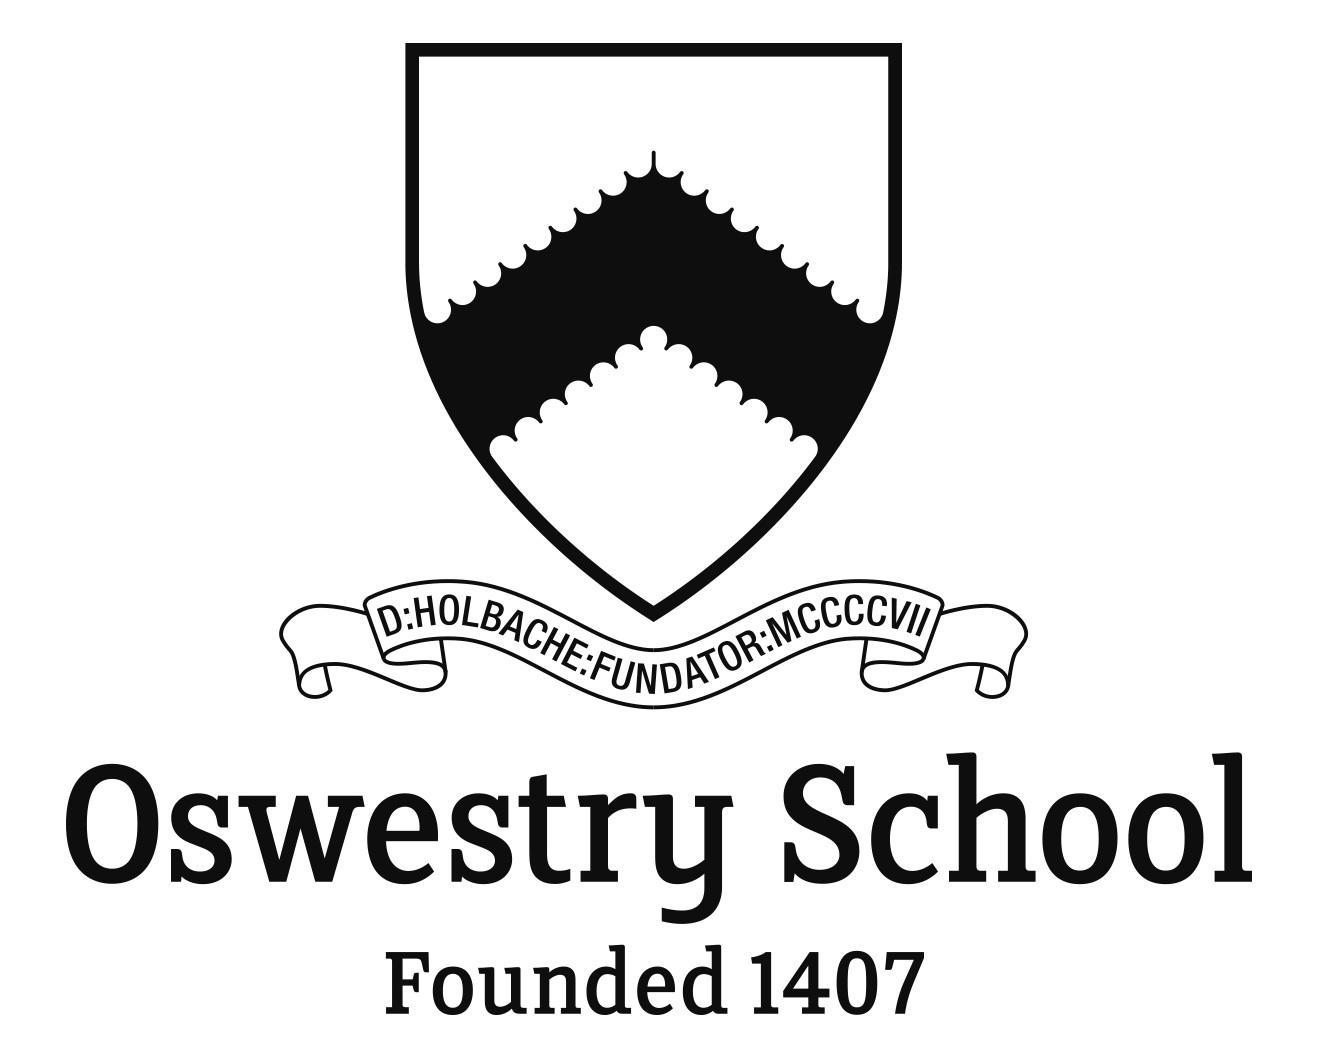 D:HOLBACHE:FUNDATOR:MCCCCVII
Oswestry School
Founded 1407